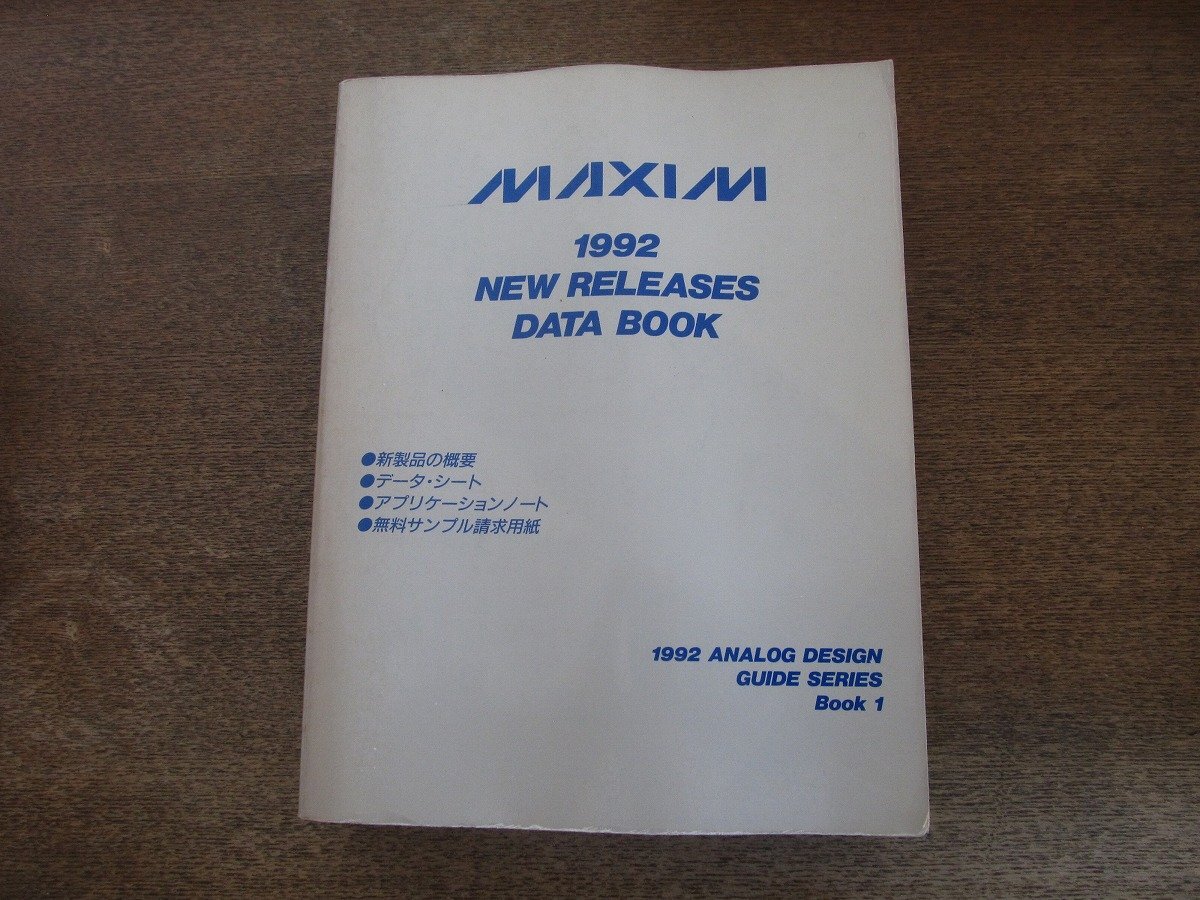 MAXIM
1992
NEW RELEASES
DATA BOOK
●新製品の概要
●データ・シート
●アプリケーションノート
●無料サンプル請求用紙
1992 ANALOG DESIGN
GUIDE SERIES
Book 1